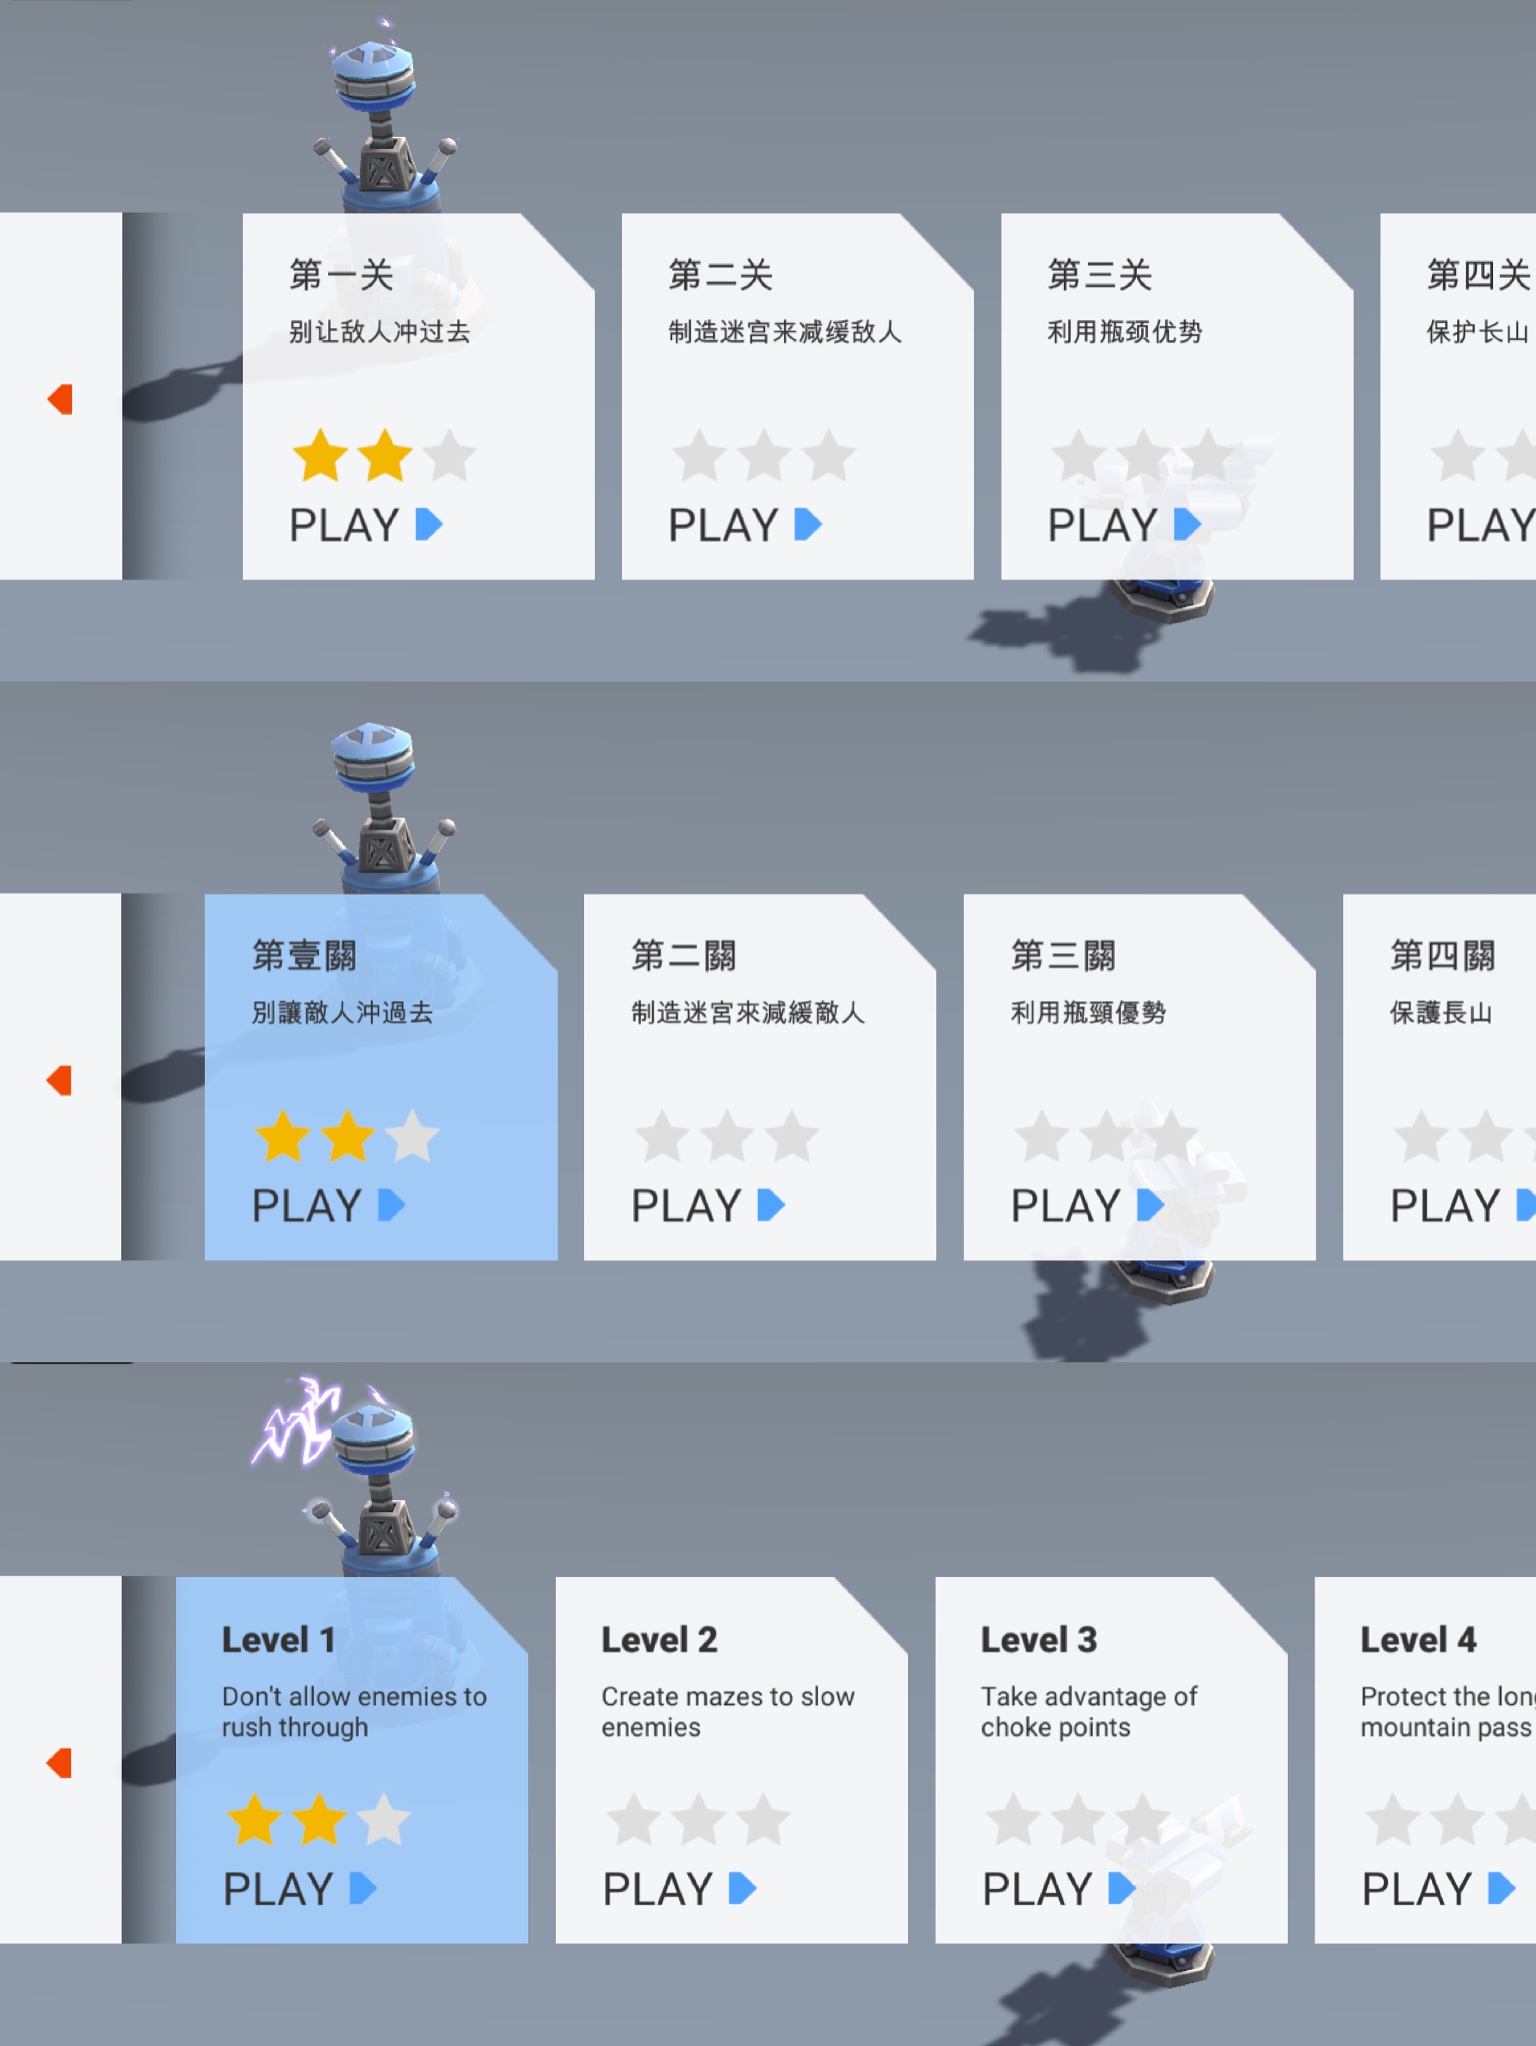 第一关
别让敌人冲过去
PLAY
第二关
制造迷宫来减缓敌人
PLAY
第三关
利用瓶颈优势
PLAY
第四关
保护长山
PLAY
第壹關
別讓敵人沖過去
PLAY
第二關
制造迷宮來減緩敵人
PLAY
第三關
利用瓶頸優勢
PLAY
第四關
保護長山
PLAY
Level 1
Don't allow enemies to
rush through
PLAY
Level 2
Create mazes to slow
enemies
PLAY
Level 3
Take advantage of
choke points
PLAY
Level 4
Protect the
mountain pass
PLAY